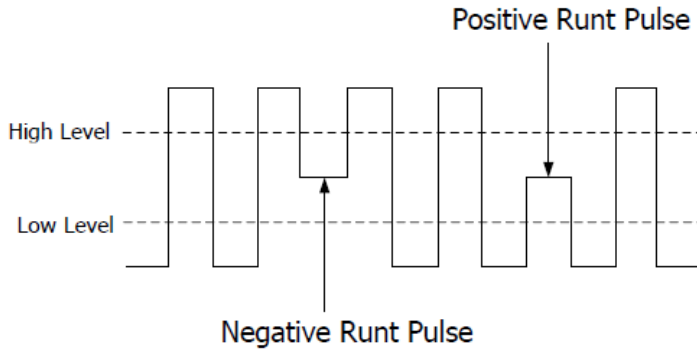 Positive Runt Pulse
High Level
Low Level
Negative Runt Pulse